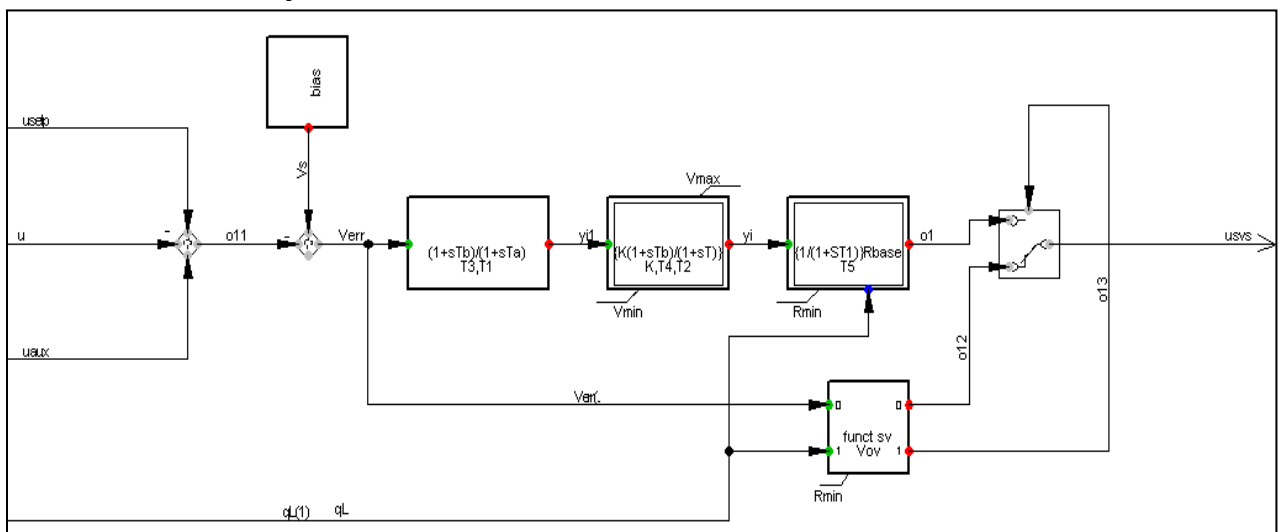 bias
usetp
Vs
Vmax
u
-
o11
-
Verr
(1+sTb)/(1+sTa)
T3,T1
yi1
{K(1+sTb)/(1+sT)}
K,T4,T2
yi
{1/(1+ST1)}Rbase
T5
o1
usvs
Vmin
Rmin
o13
o12
uaux
Verr(..
0
0
funct sv
Vov
1
1
Rmin
qL(1)
qL